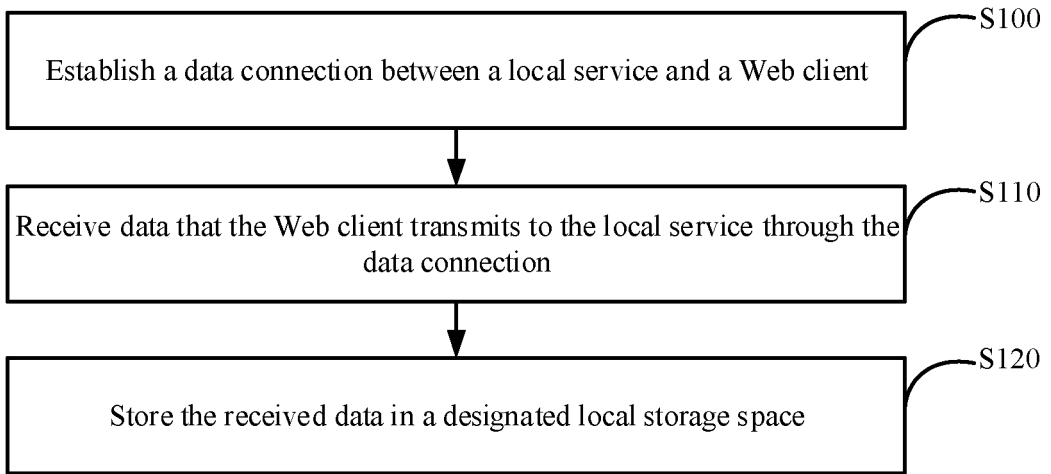 S100
Establish a data connection between a local service and a Web client
S110
Receive data that the Web client transmits to the local service through the
data connection
S120
Store the received data in a designated local storage space